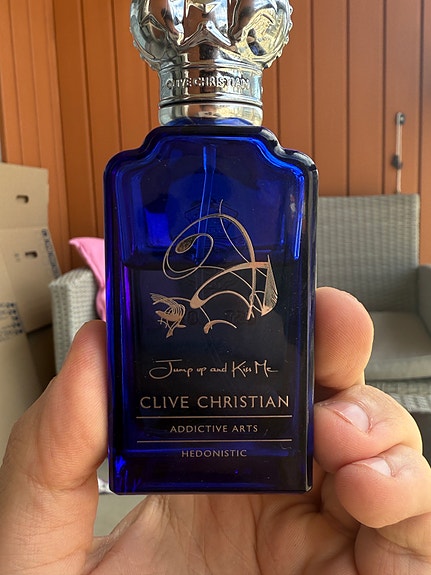 CLIVE CHRISTIAN
Jump up and Kiss Me
CLIVE CHRISTIAN
ADDICTIVE ARTS
HEDONISTIC